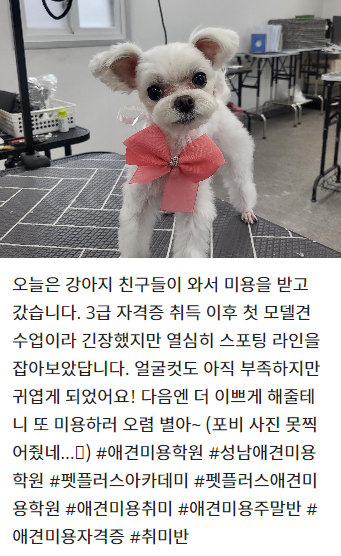 오늘은 강아지 친구들이 와서 미용을 받고
갔습니다. 3급 자격증 취득 이후 첫 모델견
수업이라 긴장했지만 열심히 스포팅 라인을
잡아보았답니다. 얼굴컷도 아직 부족하지만
귀엽게 되었어요! 다음엔 더 이쁘게 해줄테
니 또 미용하러 오렴 별아~ (포비 사진 못찍
어줬네...) #애견미용학원 #성남애견미용
학원 #펫플러스아카데미 #펫플러스애견미
용학원 #애견미용취미 #애견미용주말반 #
애견미용자격증 #취미반